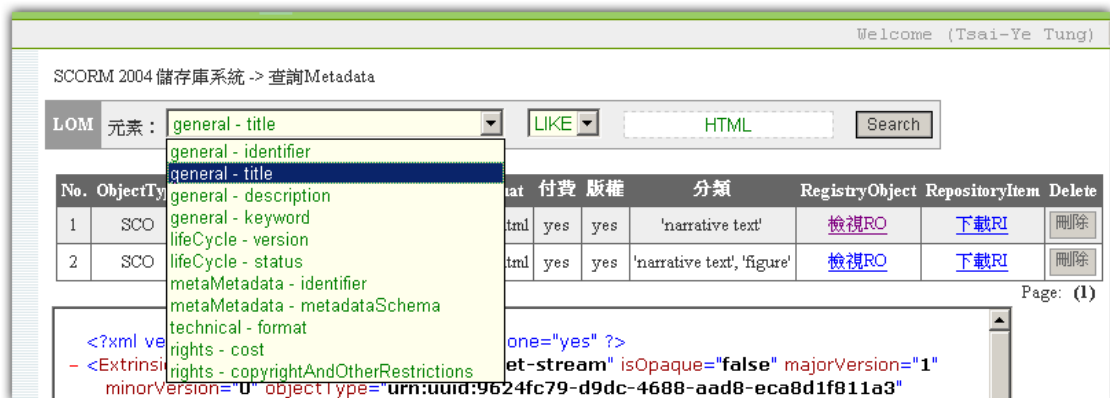 Welcome (Tsai-Ye Tung)
SCORM 2004 儲存庫系統 -> 查詢Metadata
LOM 元素： general - title LIKE HTML Search
general - identifier
general - title
general - description
general - keyword
lifeCycle - version
lifeCycle - status
metaMetadata - identifier
metaMetadata - metadataSchema
technical - format
rights - cost
rights - copyrightAndOtherRestrictions
No. ObjectTy 付費 版權 分類 RegistryObject RepositoryItem Delete
1 SCO yes yes 'narrative text' 檢視RO 下載RI 刪除
2 SCO yes yes 'narrative text', 'figure' 檢視RO 下載RI 刪除
Page: (1)
<?xml ve one="yes" ?>
- <Extrinsi et-stream" isOpaque="false" majorVersion="1"
minorVersion="0" objectType="urn:uuid:9624fc79-d9dc-4688-aad8-eca8d1f811a3"